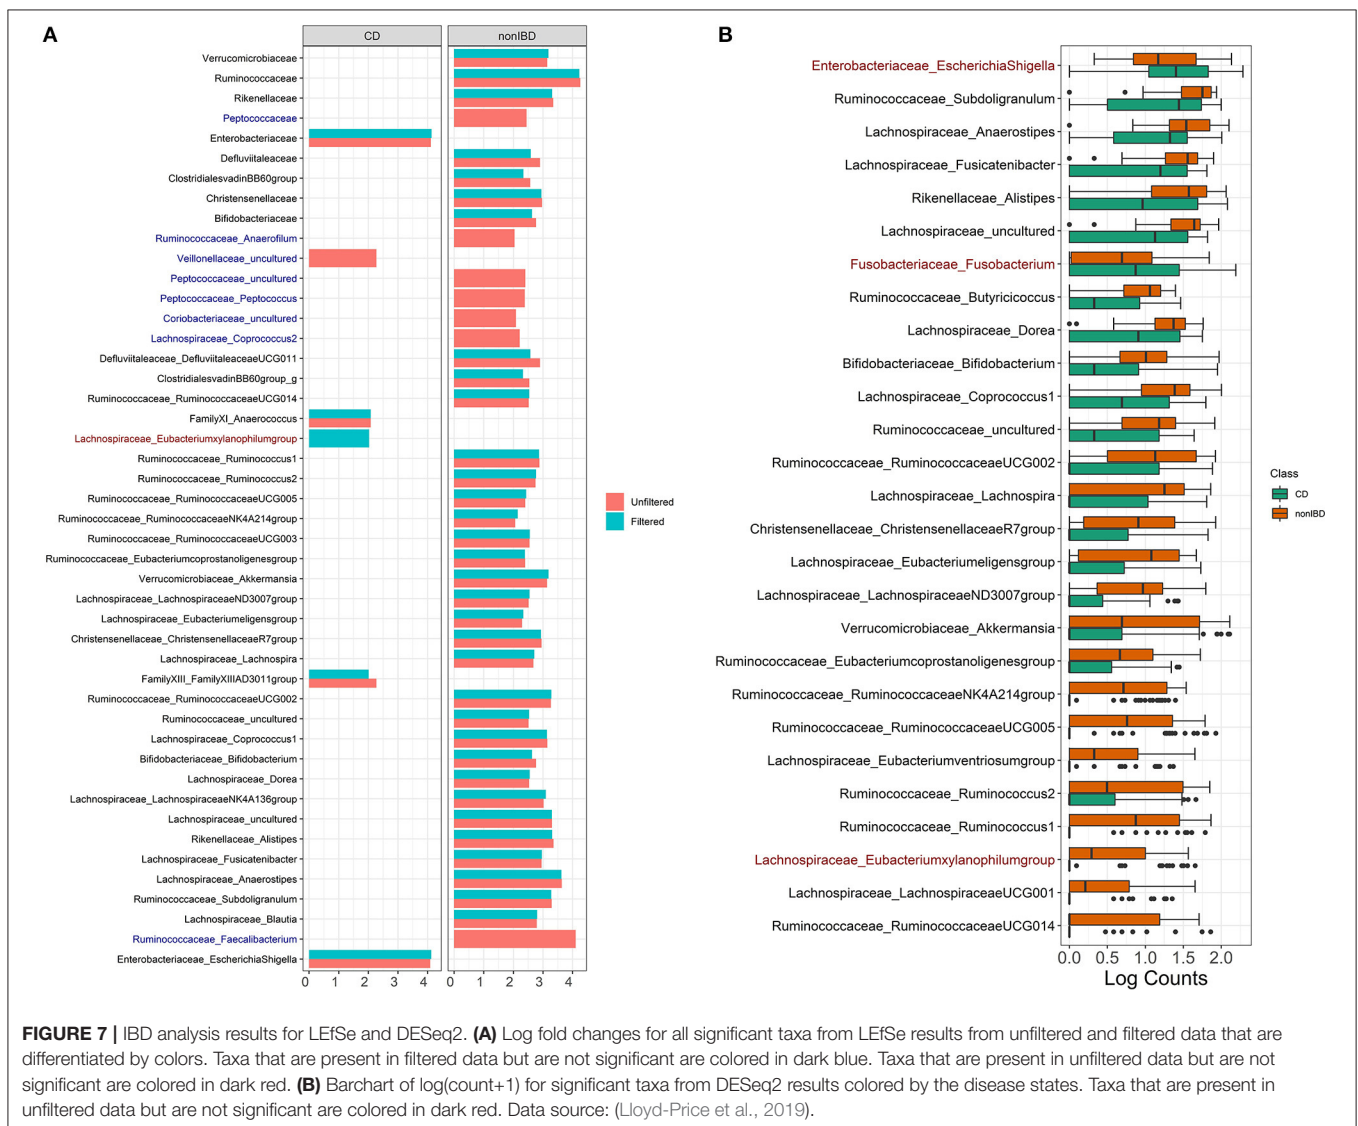 A
CD
nonIBD
Verrucomicrobiaceae
Ruminococcaceae
Rikenellaceae
Peptococcaceae
Enterobacteriaceae
Defluviitaleaceae
ClostridialesvadinBB60group
Christensenellaceae
Bifidobacteriaceae
Ruminococcaceae_Anaerofilum
Veillonellaceae_uncultured
Peptococcaceae_uncultured
Peptococcaceae_Peptococcus
Coriobacteriaceae_uncultured
Lachnospiraceae_Coprococcus2
Defluviitaleaceae_DefluviitaleaceaeUCG011
ClostridialesvadinBB60group_g
Ruminococcaceae_RuminococcaceaeUCG014
FamilyXI_Anaerococcus
Lachnospiraceae_Eubacteriumxylanophilumgroup
Ruminococcaceae_Ruminococcus1
Ruminococcaceae_Ruminococcus2
Ruminococcaceae_RuminococcaceaeUCG005
Ruminococcaceae_RuminococcaceaeNK4A214group
Ruminococcaceae_RuminococcaceaeUCG003
Ruminococcaceae_Eubacteriumcoprostanoligenesgroup
Verrucomicrobiaceae_Akkermansia
Lachnospiraceae_LachnospiraceaeND3007group
Lachnospiraceae_Eubacteriumeligensgroup
Christensenellaceae_ChristensenellaceaeR7group
Lachnospiraceae_Lachnospira
FamilyXIII_FamilyXIIIAD3011group
Ruminococcaceae_RuminococcaceaeUCG002
Ruminococcaceae_uncultured
Lachnospiraceae_Coprococcus1
Bifidobacteriaceae_Bifidobacterium
Lachnospiraceae_Dorea
Lachnospiraceae_LachnospiraceaeNK4A136group
Lachnospiraceae_uncultured
Rikenellaceae_Alistipes
Lachnospiraceae_Fusicatenibacter
Lachnospiraceae_Anaerostipes
Ruminococcaceae_Subdoligranulum
Lachnospiraceae_Blautia
Ruminococcaceae_Faecalibacterium
Enterobacteriaceae_EscherichiaShigella
0 1 2 3 4 0 1 2 3 4
Unfiltered
Filtered
B
Enterobacteriaceae_EscherichiaShigella
Ruminococcaceae_Subdoligranulum
Lachnospiraceae_Anaerostipes
Lachnospiraceae_Fusicatenibacter
Rikenellaceae_Alistipes
Lachnospiraceae_uncultured
Fusobacteriaceae_Fusobacterium
Ruminococcaceae_Butyricicoccus
Lachnospiraceae_Dorea
Bifidobacteriaceae_Bifidobacterium
Lachnospiraceae_Coprococcus1
Ruminococcaceae_uncultured
Ruminococcaceae_RuminococcaceaeUCG002
Lachnospiraceae_Lachnospira
Christensenellaceae_ChristensenellaceaeR7group
Lachnospiraceae_Eubacteriumeligensgroup
Lachnospiraceae_LachnospiraceaeND3007group
Verrucomicrobiaceae_Akkermansia
Ruminococcaceae_Eubacteriumcoprostanoligenesgroup
Ruminococcaceae_RuminococcaceaeNK4A214group
Ruminococcaceae_RuminococcaceaeUCG005
Lachnospiraceae_Eubacteriumventriosumgroup
Ruminococcaceae_Ruminococcus2
Ruminococcaceae_Ruminococcus1
Lachnospiraceae_Eubacteriumxylanophilumgroup
Lachnospiraceae_LachnospiraceaeUCG001
Ruminococcaceae_RuminococcaceaeUCG014
0.0 0.5 1.0 1.5 2.0
Log Counts
Class
CD
nonIBD
FIGURE 7 | IBD analysis results for LEfSe and DESeq2. (A) Log fold changes for all significant taxa from LEfSe results from unfiltered and filtered data that are
differentiated by colors. Taxa that are present in filtered data but are not significant are colored in dark blue. Taxa that are present in unfiltered data but are not
significant are colored in dark red. (B) Barchart of log(count+1) for significant taxa from DESeq2 results colored by the disease states. Taxa that are present in
unfiltered data but are not significant are colored in dark red. Data source: (Lloyd-Price et al., 2019).